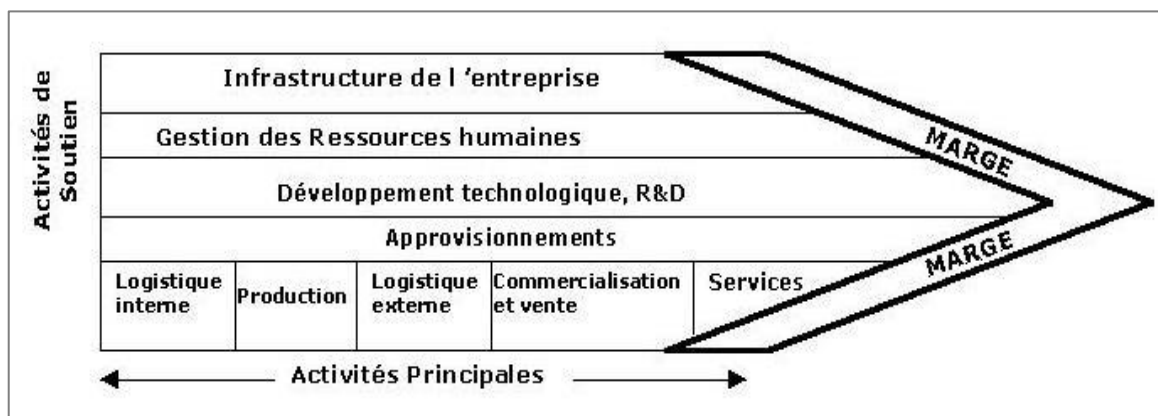 Activités de
Soutien
Infrastructure de l ’entreprise
Gestion des Ressources humaines
Développement technologique, R&D
Approvisionnements
MARGE
MARGE
Logistique
interne
Production
Logistique
externe
Commercialisation
et vente
Services
Activités Principales